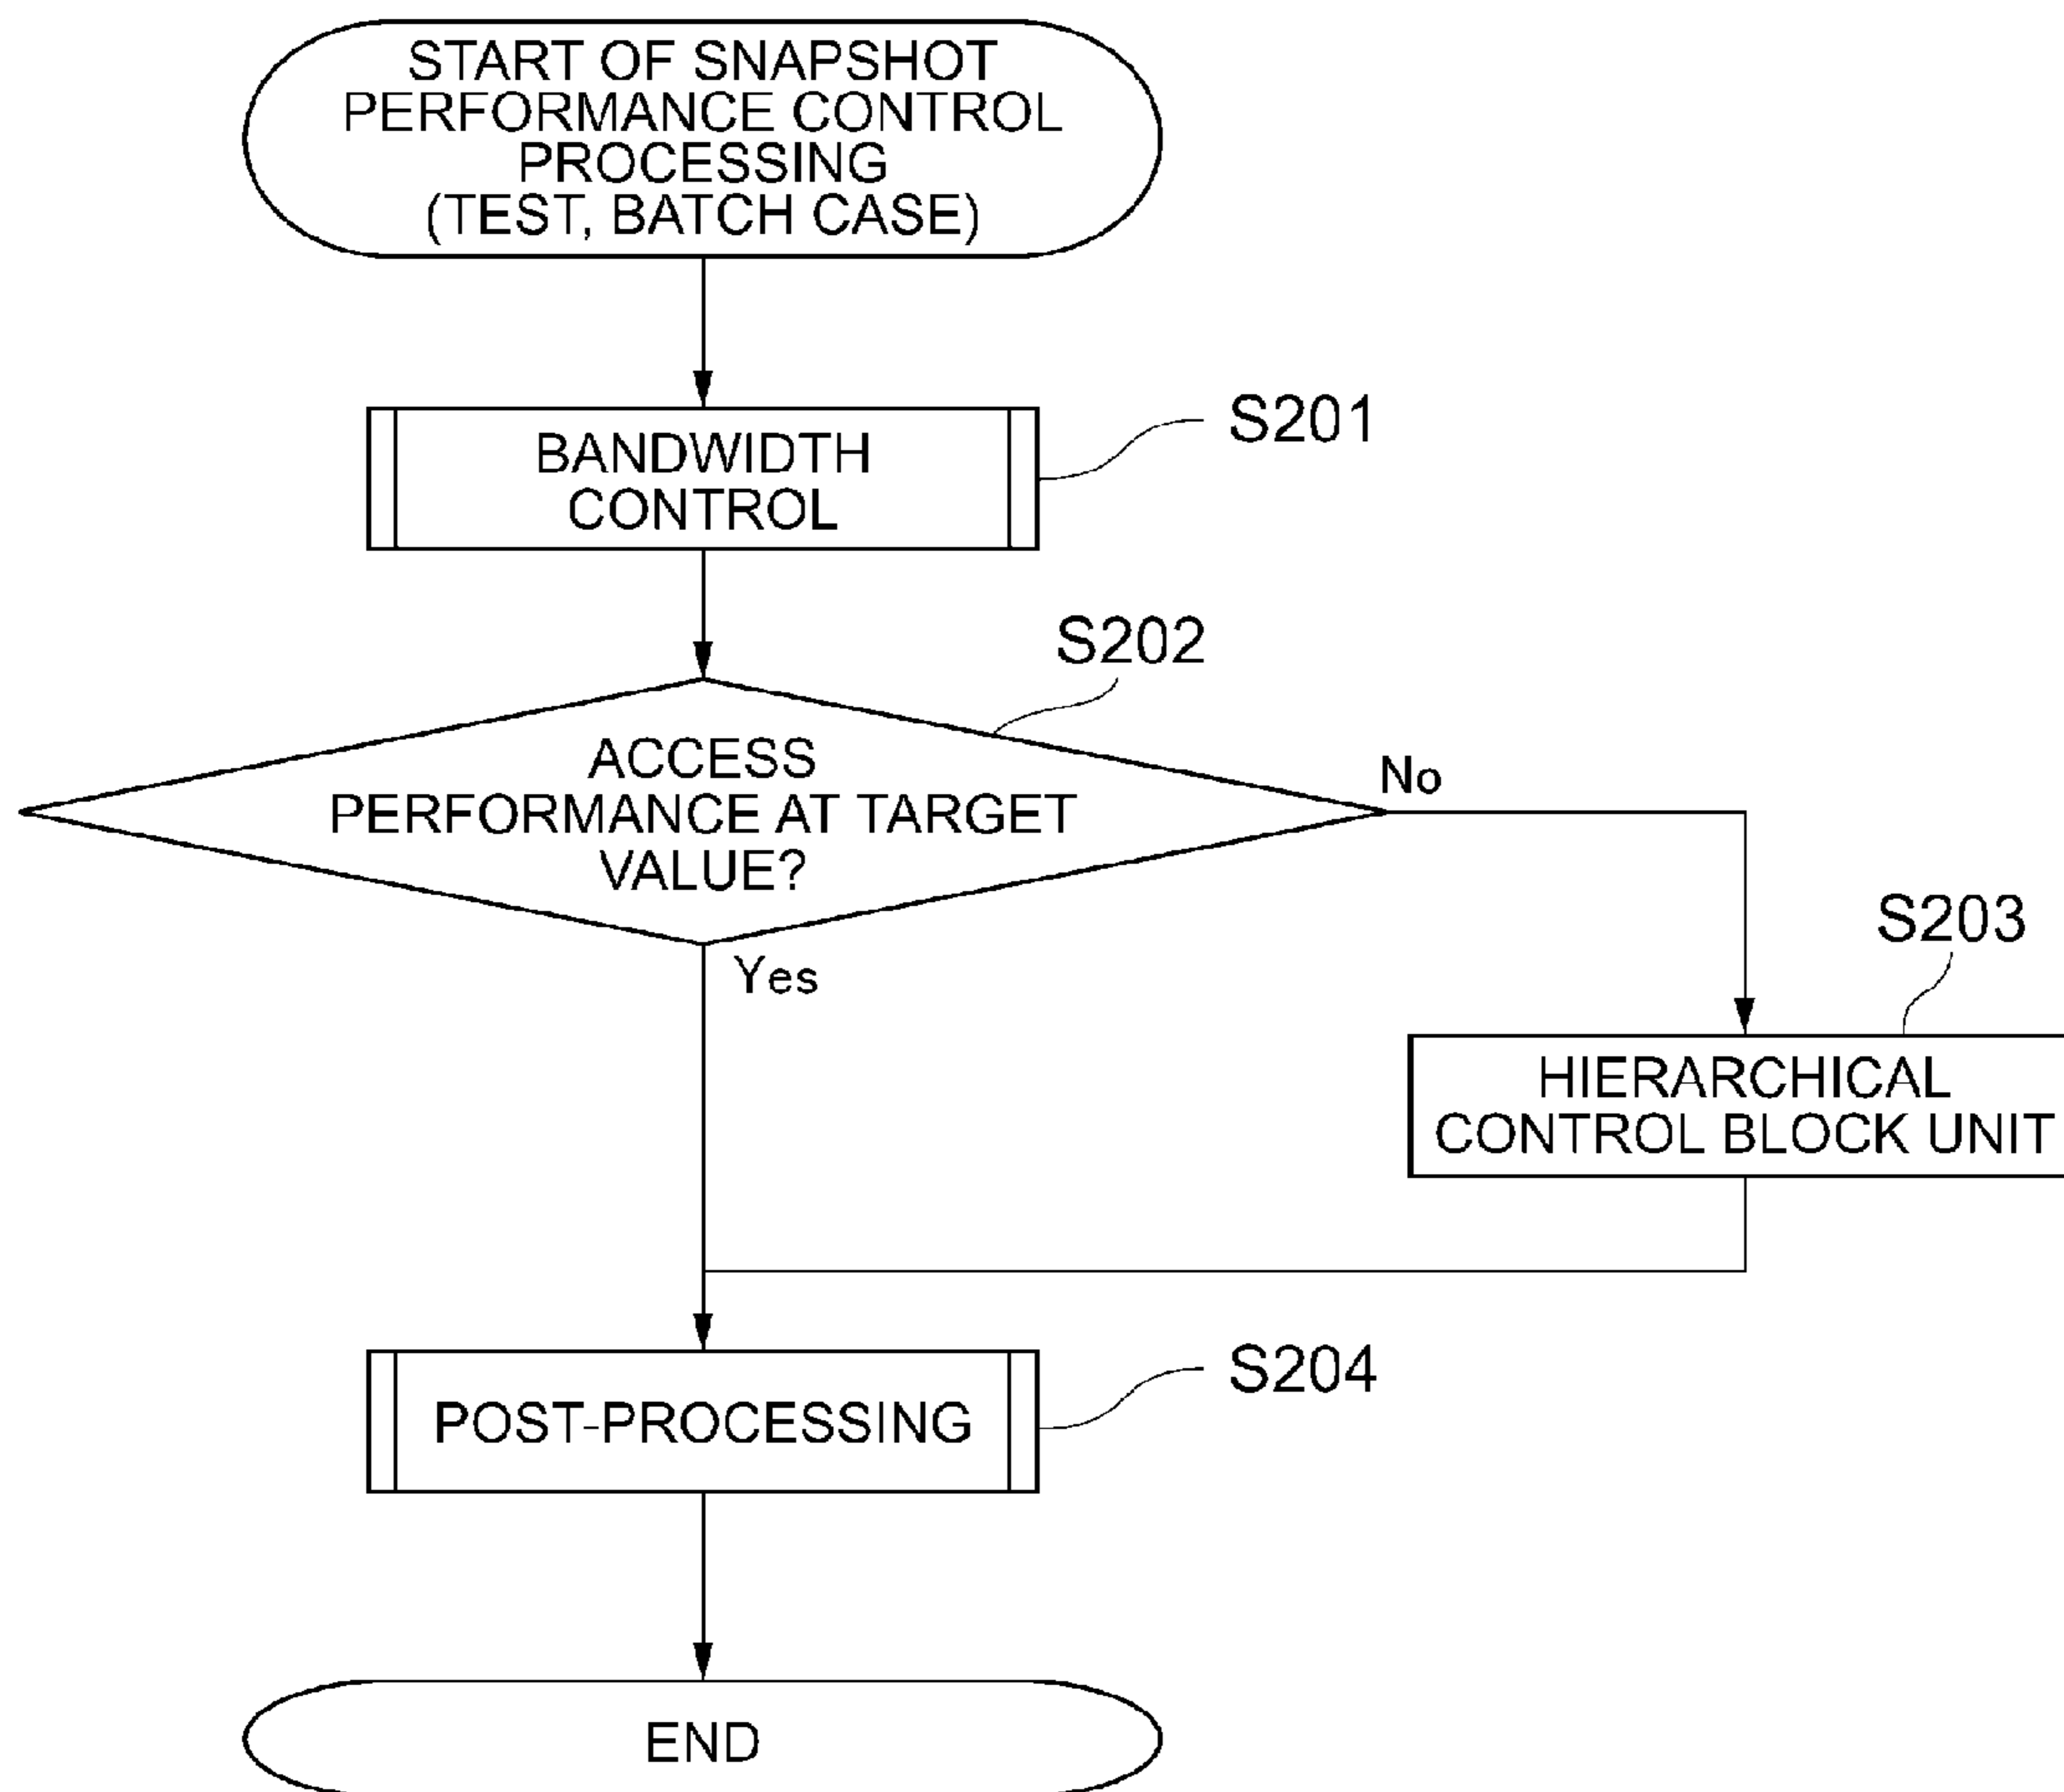 START OF SNAPSHOT
PERFORMANCE CONTROL
PROCESSING
(TEST, BATCH CASE)
BANDWIDTH
CONTROL
S201
S202
ACCESS
PERFORMANCE AT TARGET
VALUE?
No
Yes
S203
HIERARCHICAL
CONTROL BLOCK UNIT
POST-PROCESSING
S204
END